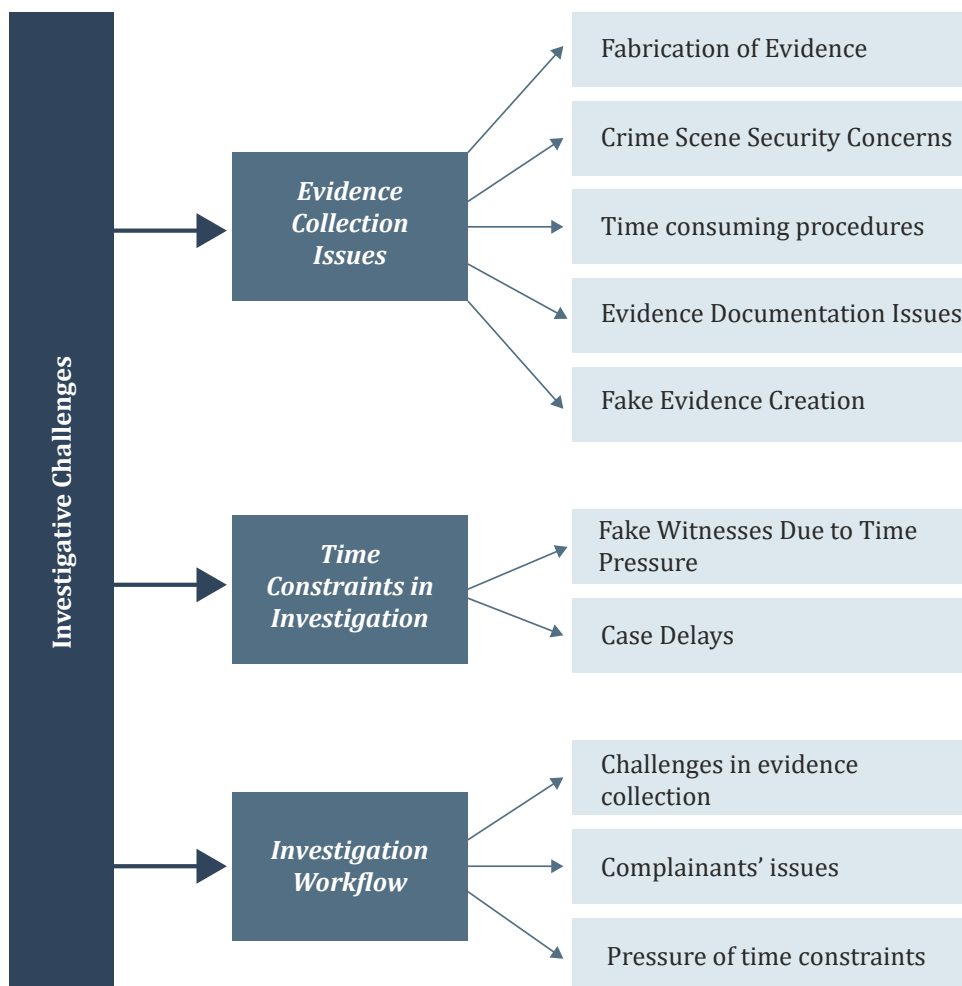 Investigative Challenges
Evidence
Collection
Issues
Fabrication of Evidence
Crime Scene Security Concerns
Time consuming procedures
Evidence Documentation Issues
Fake Evidence Creation
Time
Constraints in
Investigation
Fake Witnesses Due to Time
Pressure
Case Delays
Investigation
Workflow
Challenges in evidence
collection
Complainants’ issues
Pressure of time constraints